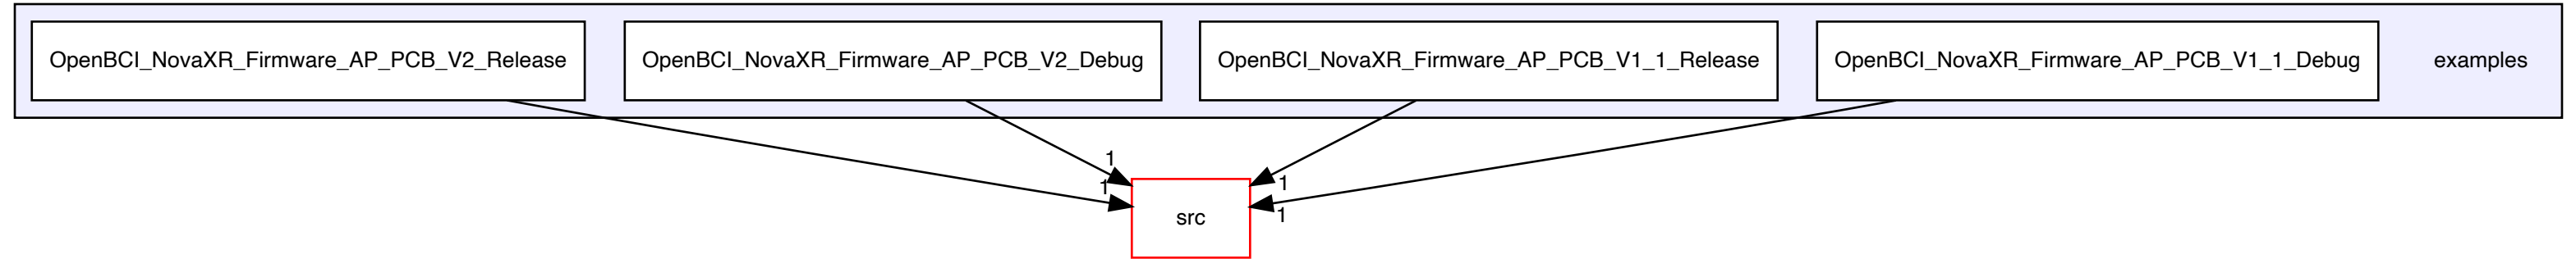 OpenBCI_NovaXR_Firmware_AP_PCB_V2_Release
OpenBCI_NovaXR_Firmware_AP_PCB_V2_Debug
OpenBCI_NovaXR_Firmware_AP_PCB_V1_1_Release
OpenBCI_NovaXR_Firmware_AP_PCB_V1_1_Debug
examples
1
1
1
1
src